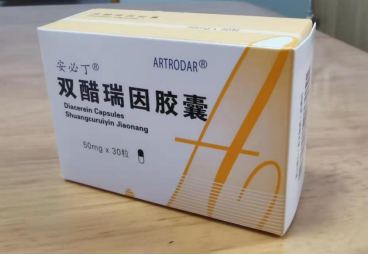 安必丁® ARTRODAR®
双醋瑞因胶囊
Diacerein Capsules
Shuangcuruiyin Jiaonang
50mg x 30粒